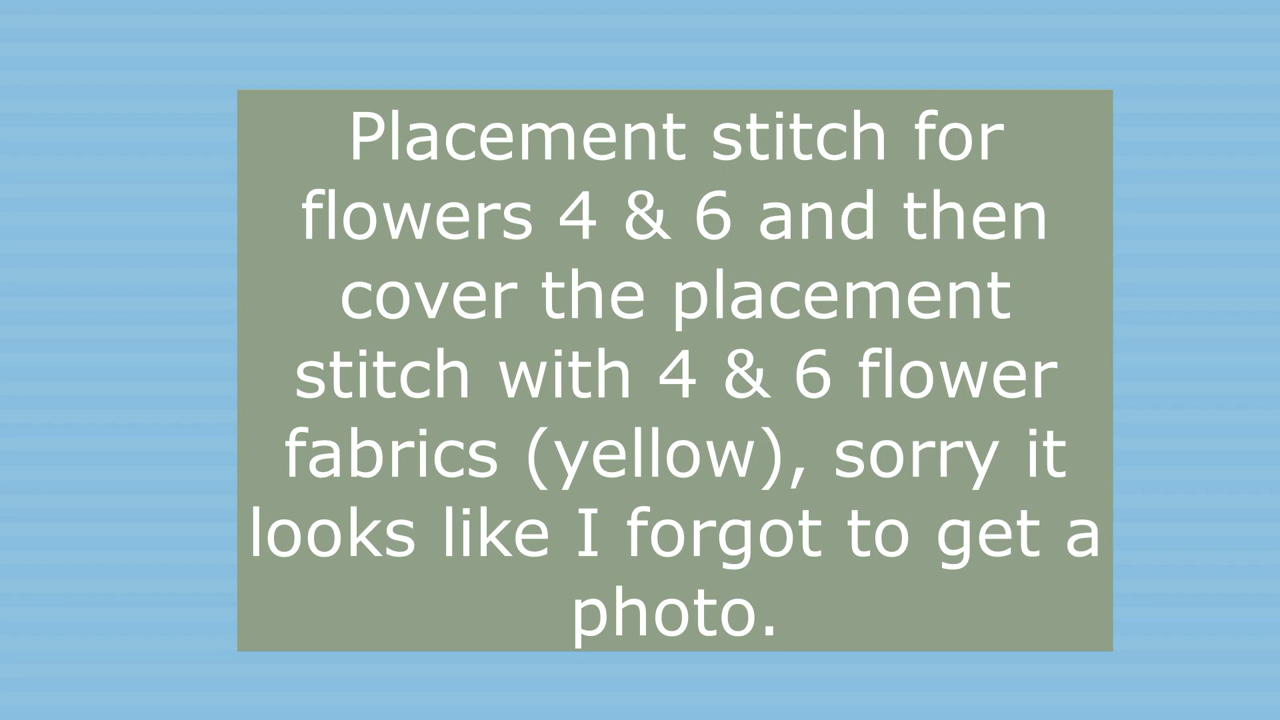 Placement stitch for
flowers 4 & 6 and then
cover the placement
stitch with 4 & 6 flower
fabrics (yellow), sorry it
looks like I forgot to get a
photo.